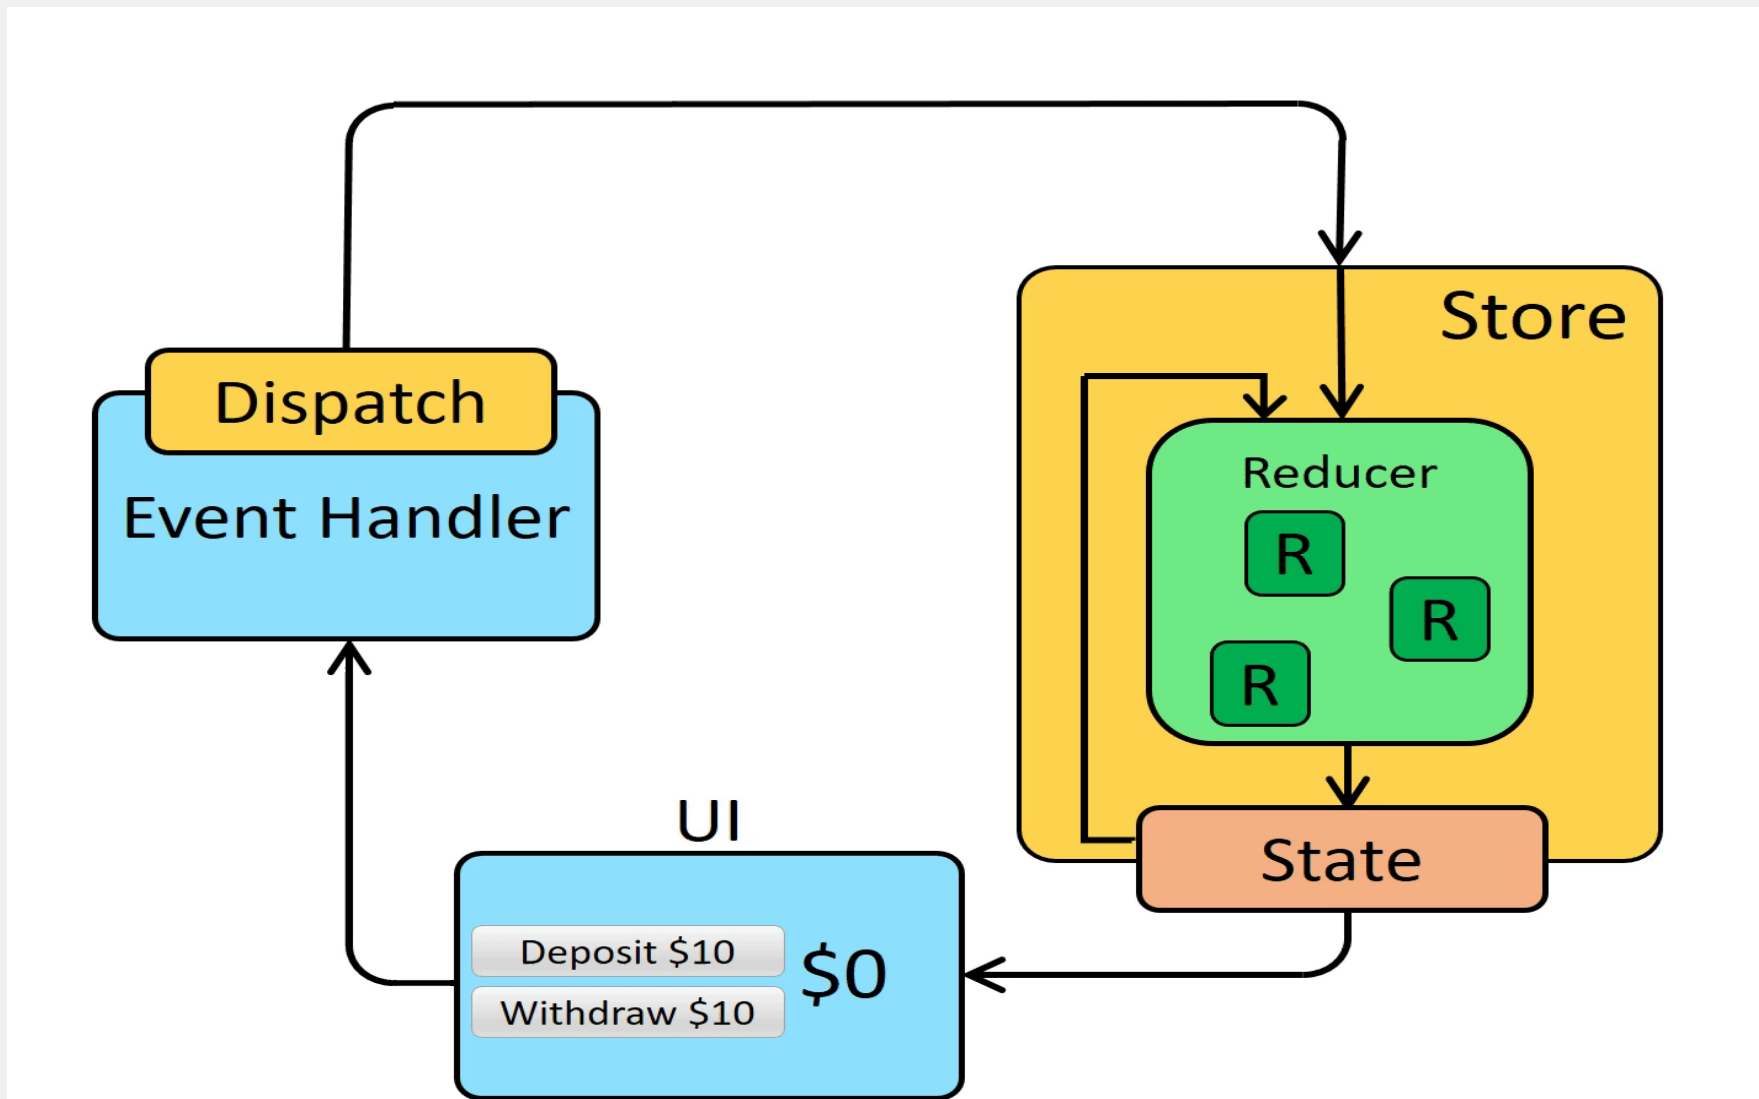 Store
Dispatch
Event Handler
Reducer
R
R
R
UI
State
Deposit $10
$0
Withdraw $10